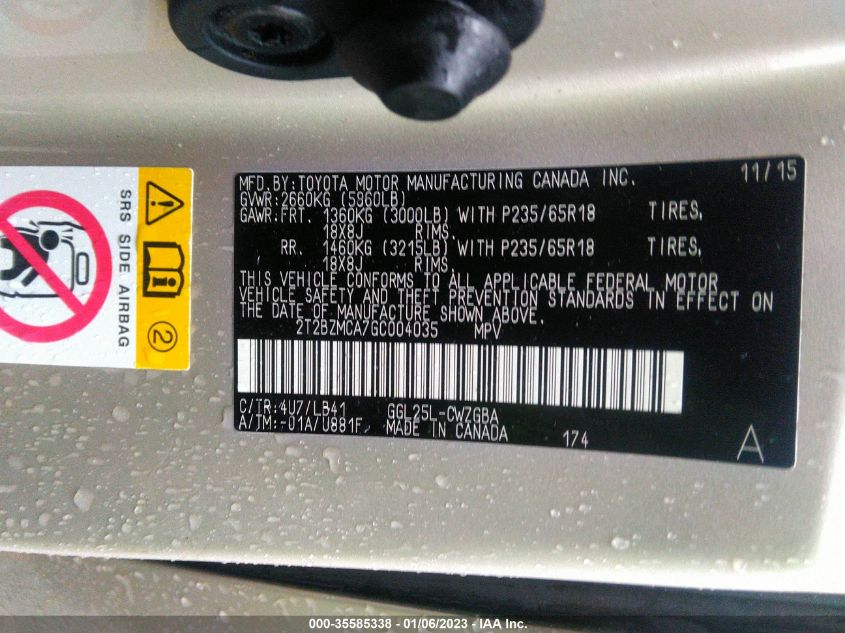 MFD.BY:TOYOTA MOTOR MANUFACTURING CANADA INC. 11/15
GVWR:2660KG (5860LB)
GAWR:FRT. 1360KG (3000LB) WITH P235/65R18 TIRES,
18X8J RIMS,
RR. 1460KG (3215LB) WITH P235/65R18 TIRES,
18X8J RIMS,
THIS VEHICLE CONFORMS TO ALL APPLICABLE FEDERAL MOTOR
VEHICLE SAFETY AND THEFT PREVENTION STANDARDS IN EFFECT ON
THE DATE OF MANUFACTURE SHOWN ABOVE.
2T2BZMCA7GC004035 MPV
C/TR:4U7/LB41 GGL25L-CWZGBA
A/TM:-01A/U881F MADE IN CANADA 174 A
SRS SIDE AIRBAG
2
000-35585338 - 01/06/2023 - IAA Inc.